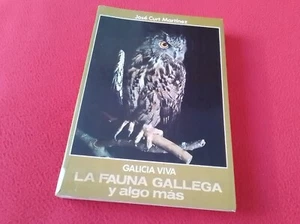 José Curt Martínez
GALICIA VIVA
LA FAUNA GALLEGA
y algo más